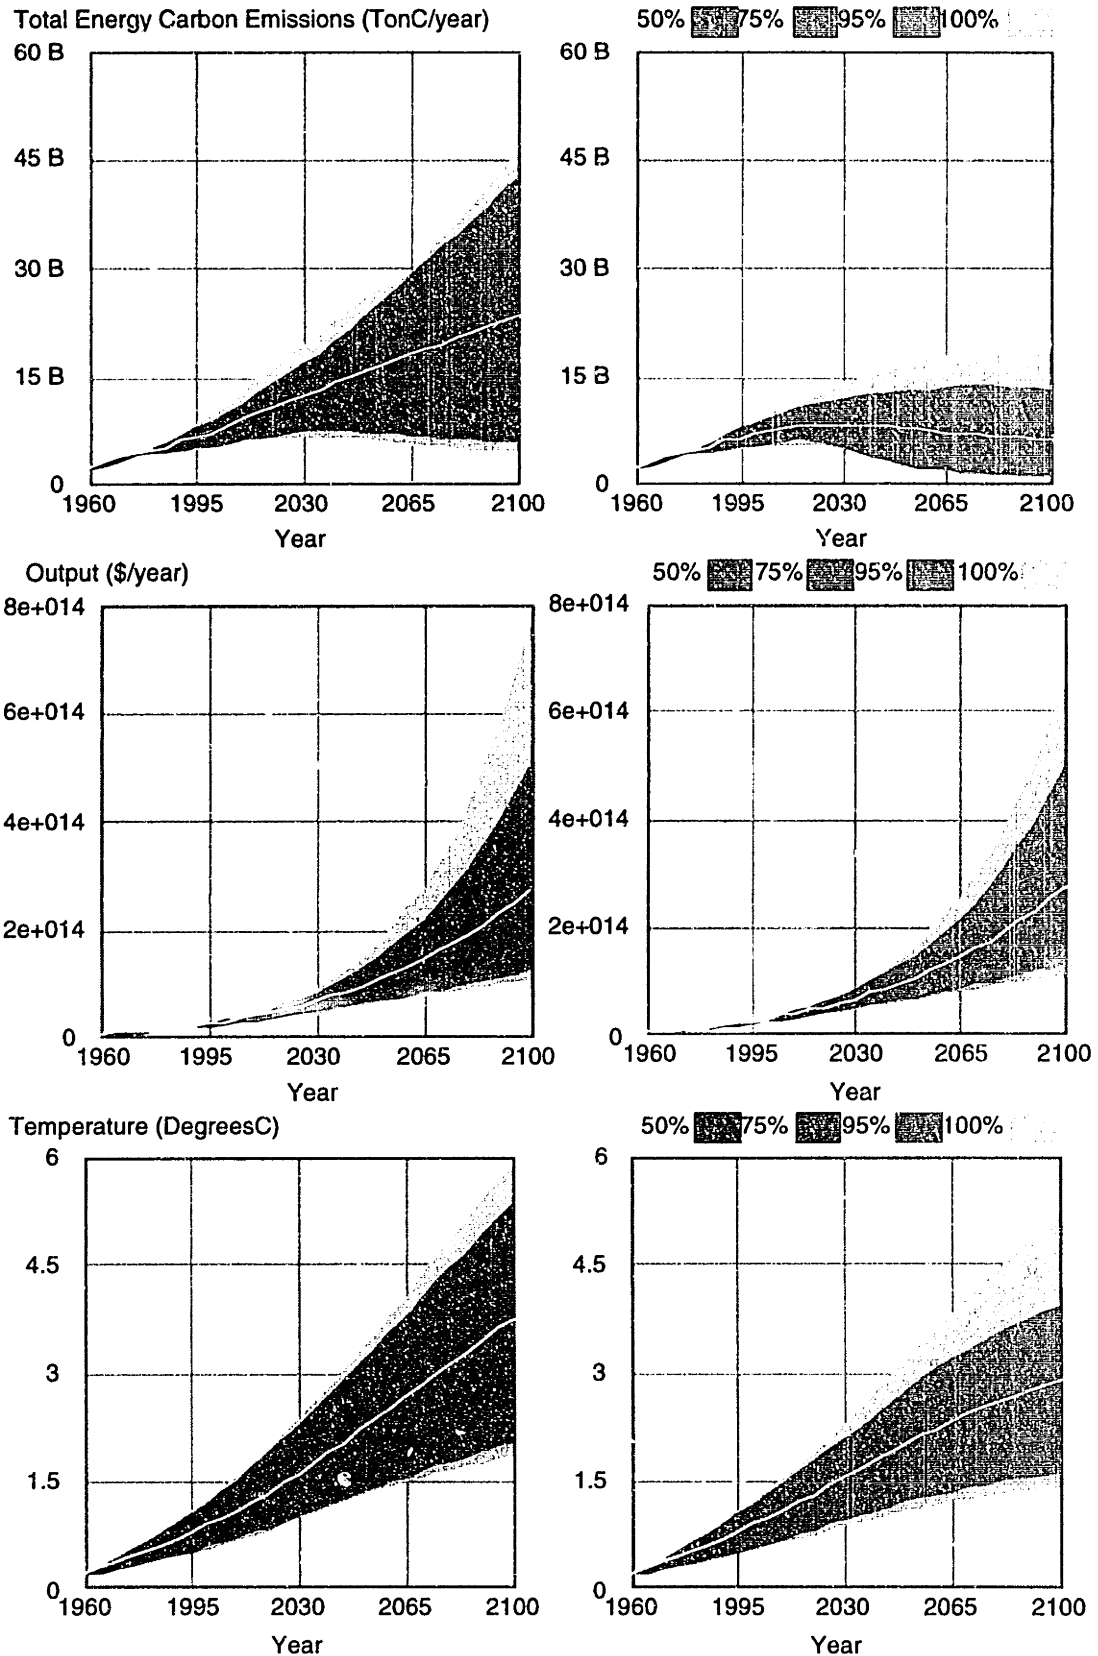 Total Energy Carbon Emissions (TonC/year)
50% 75% 95% 100%
60 B
45 B
30 B
15 B
0
1960 1995 2030 2065 2100
Year
60 B
45 B
30 B
15 B
0
1960 1995 2030 2065 2100
Year
Output ($/year)
50% 75% 95% 100%
8e+014
6e+014
4e+014
2e+014
0
1960 1995 2030 2065 2100
Year
8e+014
6e+014
4e+014
2e+014
0
1960 1995 2030 2065 2100
Year
Temperature (DegreesC)
50% 75% 95% 100%
6
4.5
3
1.5
0
1960 1995 2030 2065 2100
Year
6
4.5
3
1.5
0
1960 1995 2030 2065 2100
Year